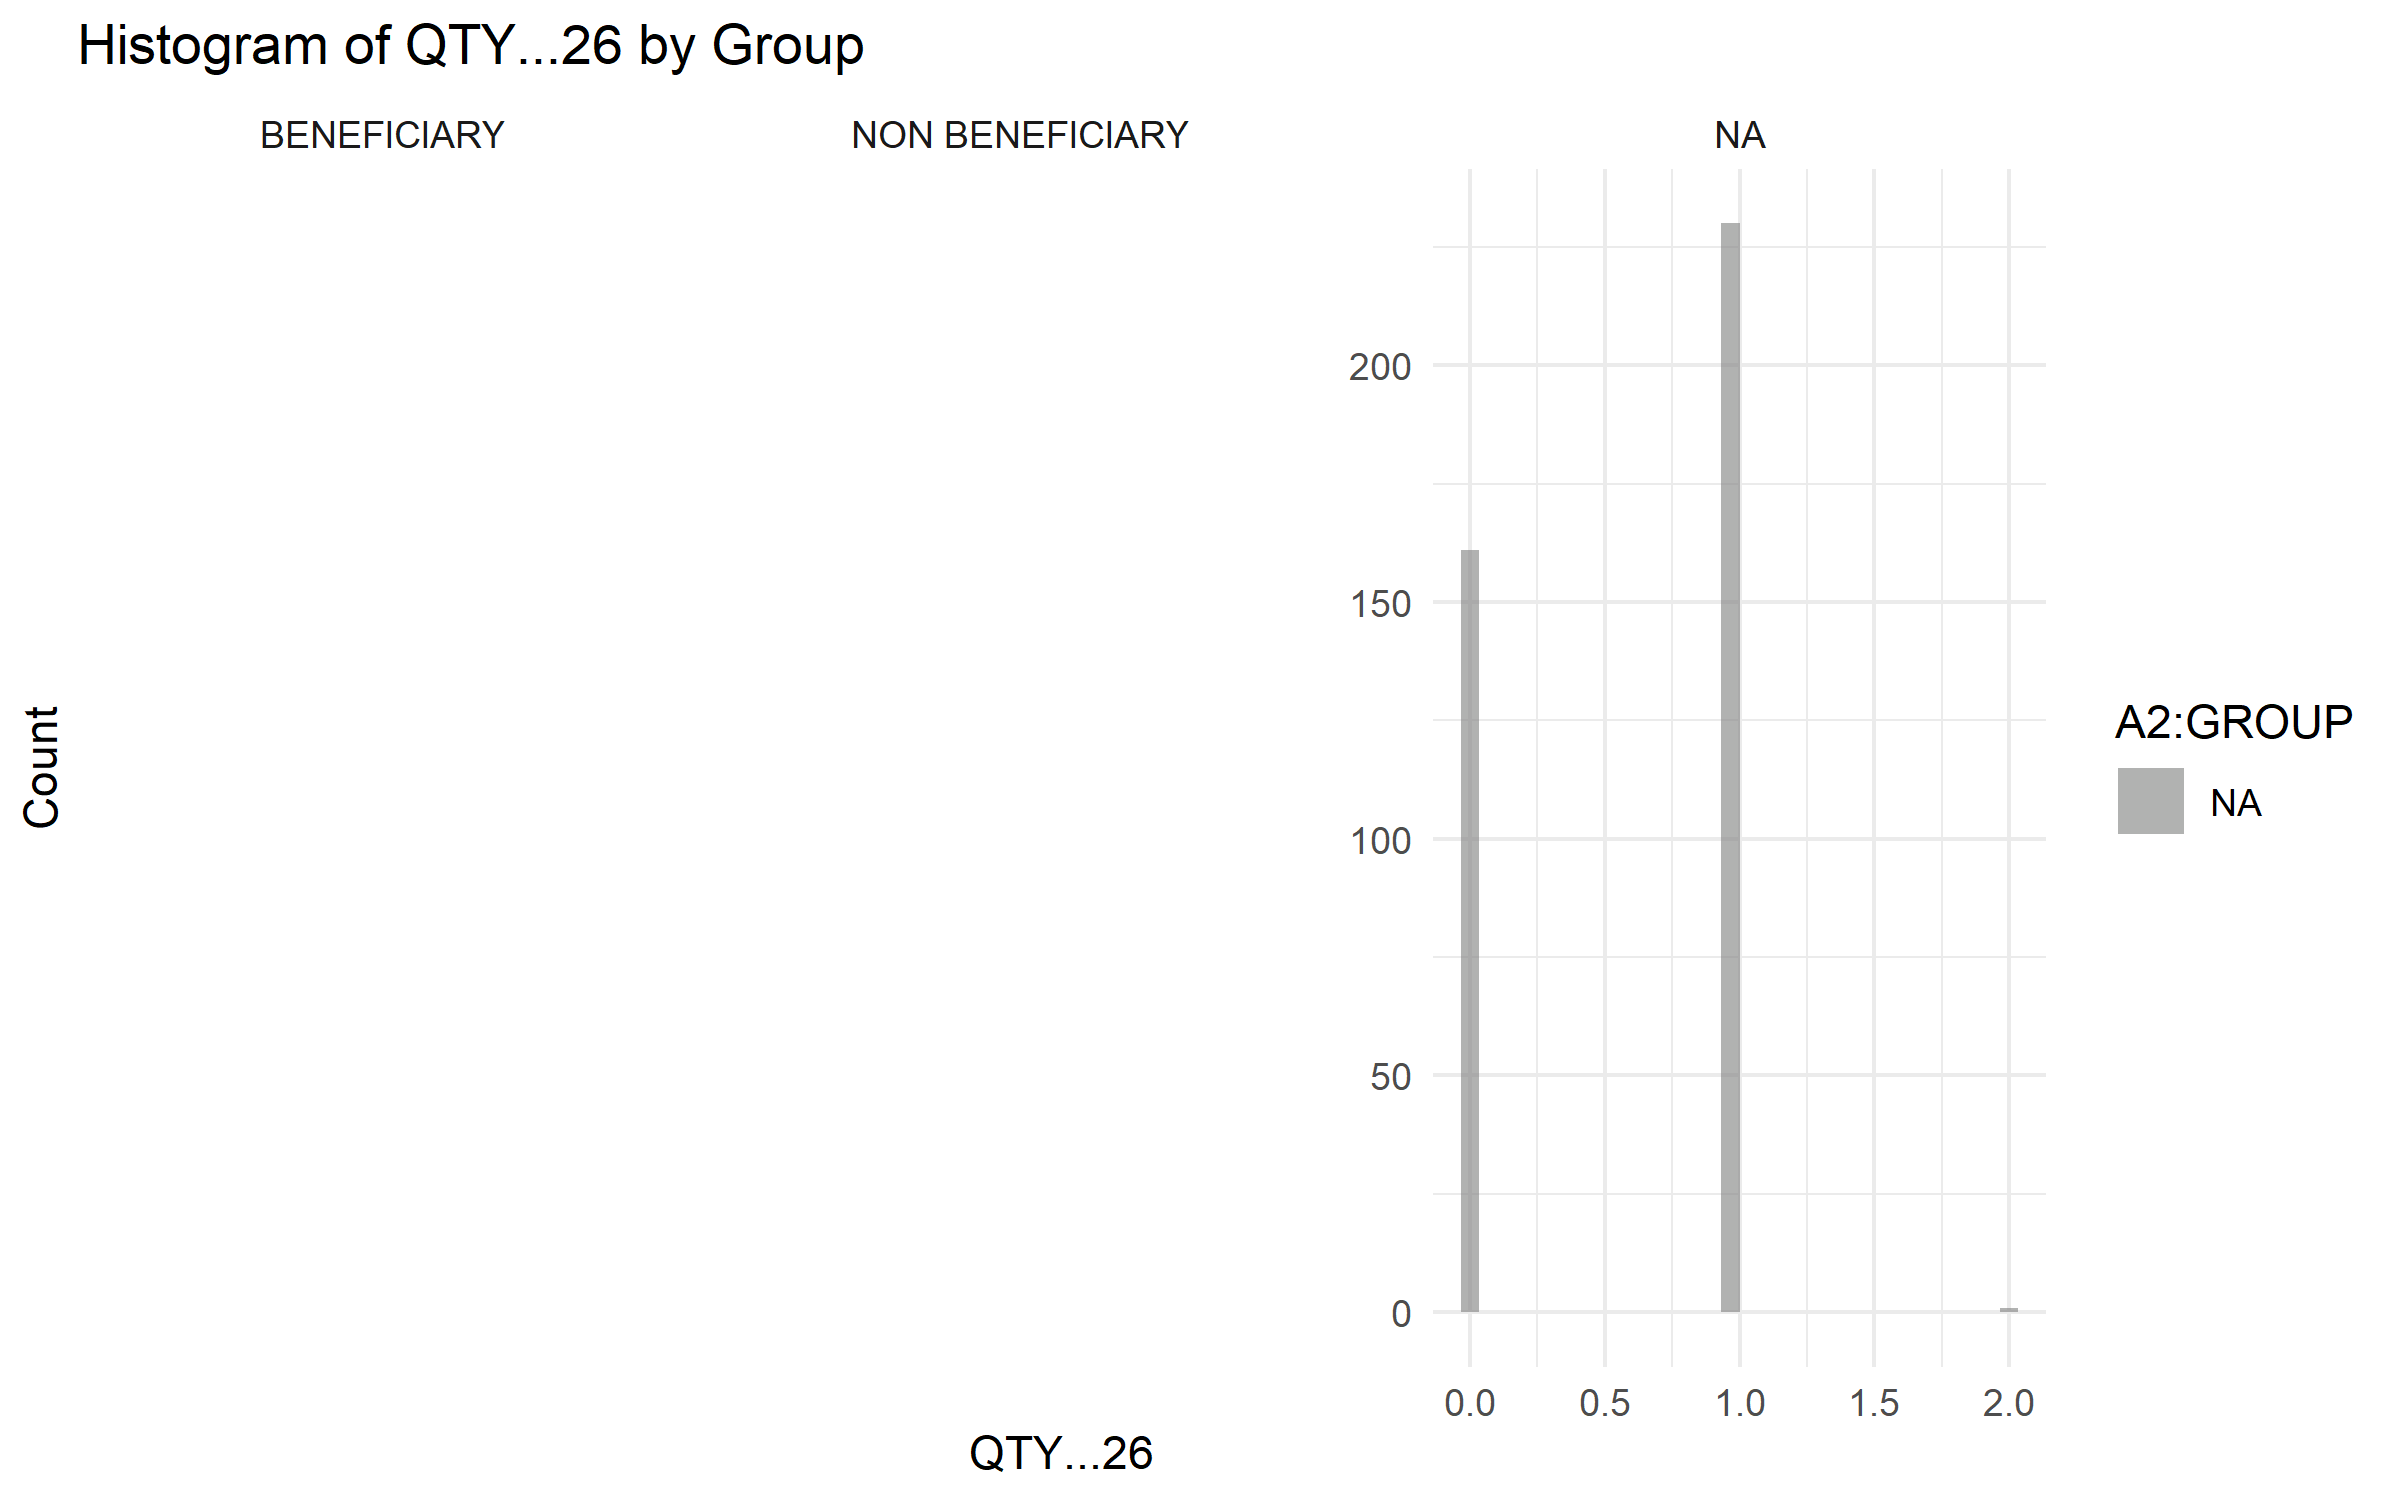 Histogram of QTY...26 by Group
BENEFICIARY
NON BENEFICIARY
NA
Count
200
150
100
50
0
0.0
0.5
1.0
1.5
2.0
QTY...26
A2:GROUP
NA